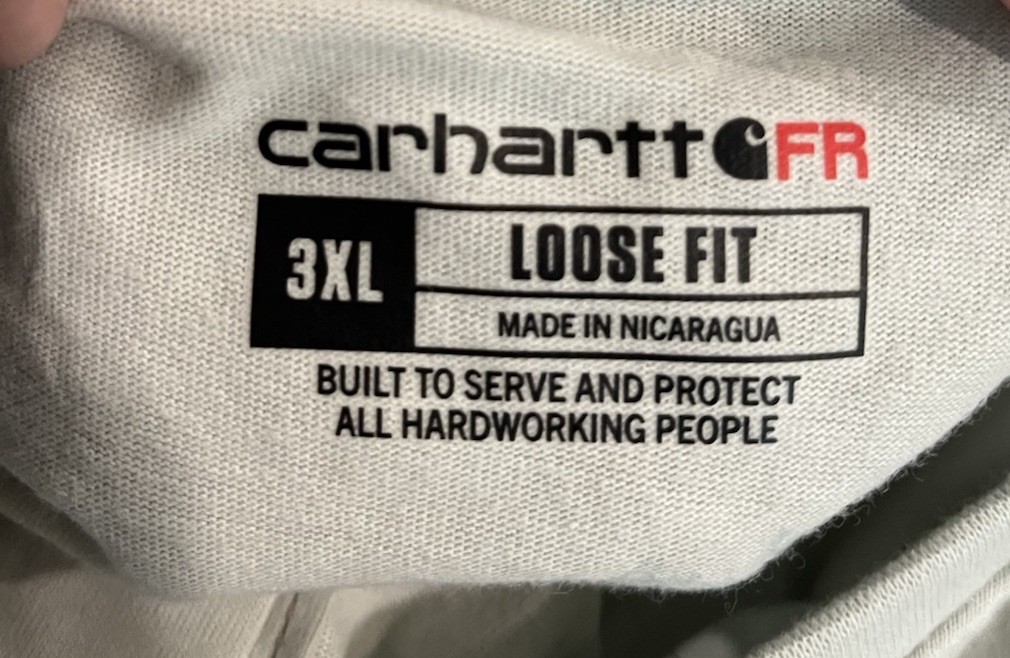 carhartt FR
3XL
LOOSE FIT
MADE IN NICARAGUA
BUILT TO SERVE AND PROTECT
ALL HARDWORKING PEOPLE